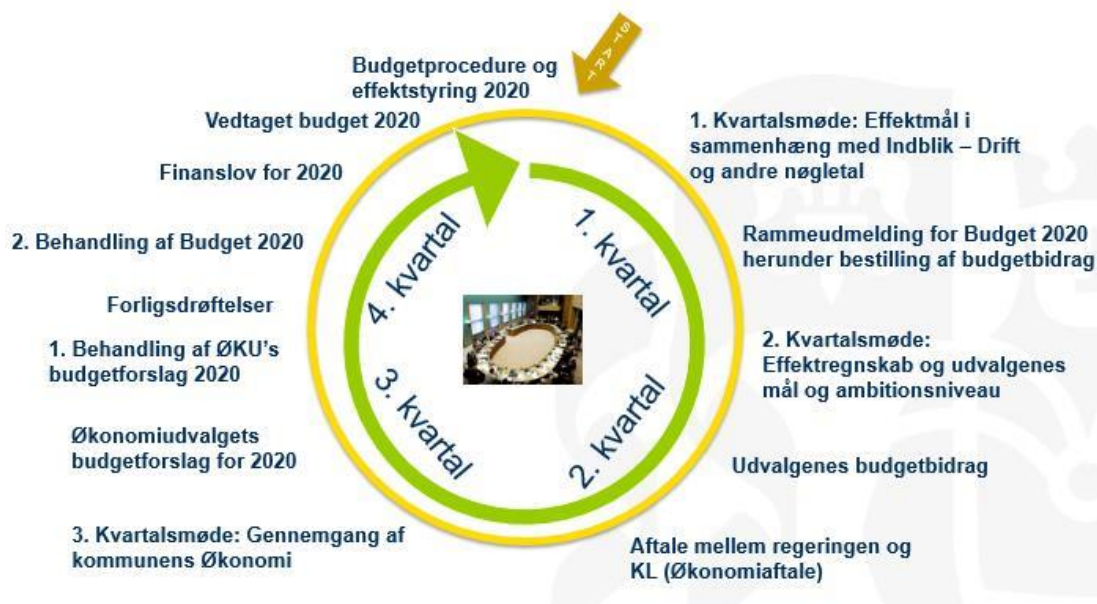 START
Budgetprocedure og
effektstyring 2020
1. Kvartalsmøde: Effektmål i
sammenhæng med Indblik – Drift
og andre nøgletal
Rammeudmelding for Budget 2020
herunder bestilling af budgetbidrag
2. Kvartalsmøde:
Effektregnskab og udvalgenes
mål og ambitionsniveau
Udvalgenes budgetbidrag
Aftale mellem regeringen og
KL (Økonomiaftale)
3. Kvartalsmøde: Gennemgang af
kommunens Økonomi
Økonomiudvalgets
budgetforslag for 2020
1. Behandling af ØKU's
budgetforslag 2020
Forligsdrøftelser
2. Behandling af Budget 2020
Finanslov for 2020
Vedtaget budget 2020
1. kvartal
2. kvartal
3. kvartal
4. kvartal